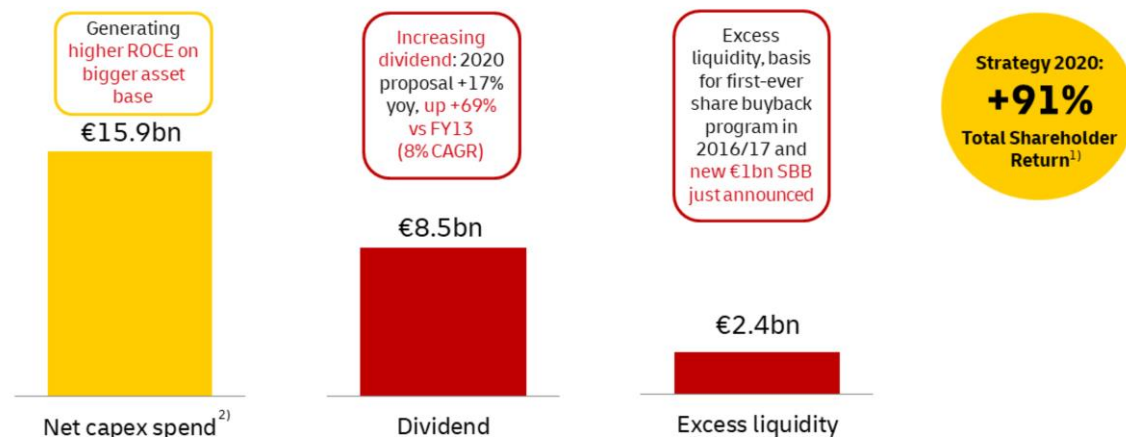 Generating
higher ROCE on
bigger asset
base
€15.9bn
Net capex spend2)
Increasing
dividend: 2020
proposal +17%
yoy, up +69%
vs FY13
(8% CAGR)
€8.5bn
Dividend
Excess
liquidity, basis
for first-ever
share buyback
program in
2016/17 and
new €1bn SBB
just announced
€2.4bn
Excess liquidity
Strategy 2020:
+91%
Total Shareholder
Return1)